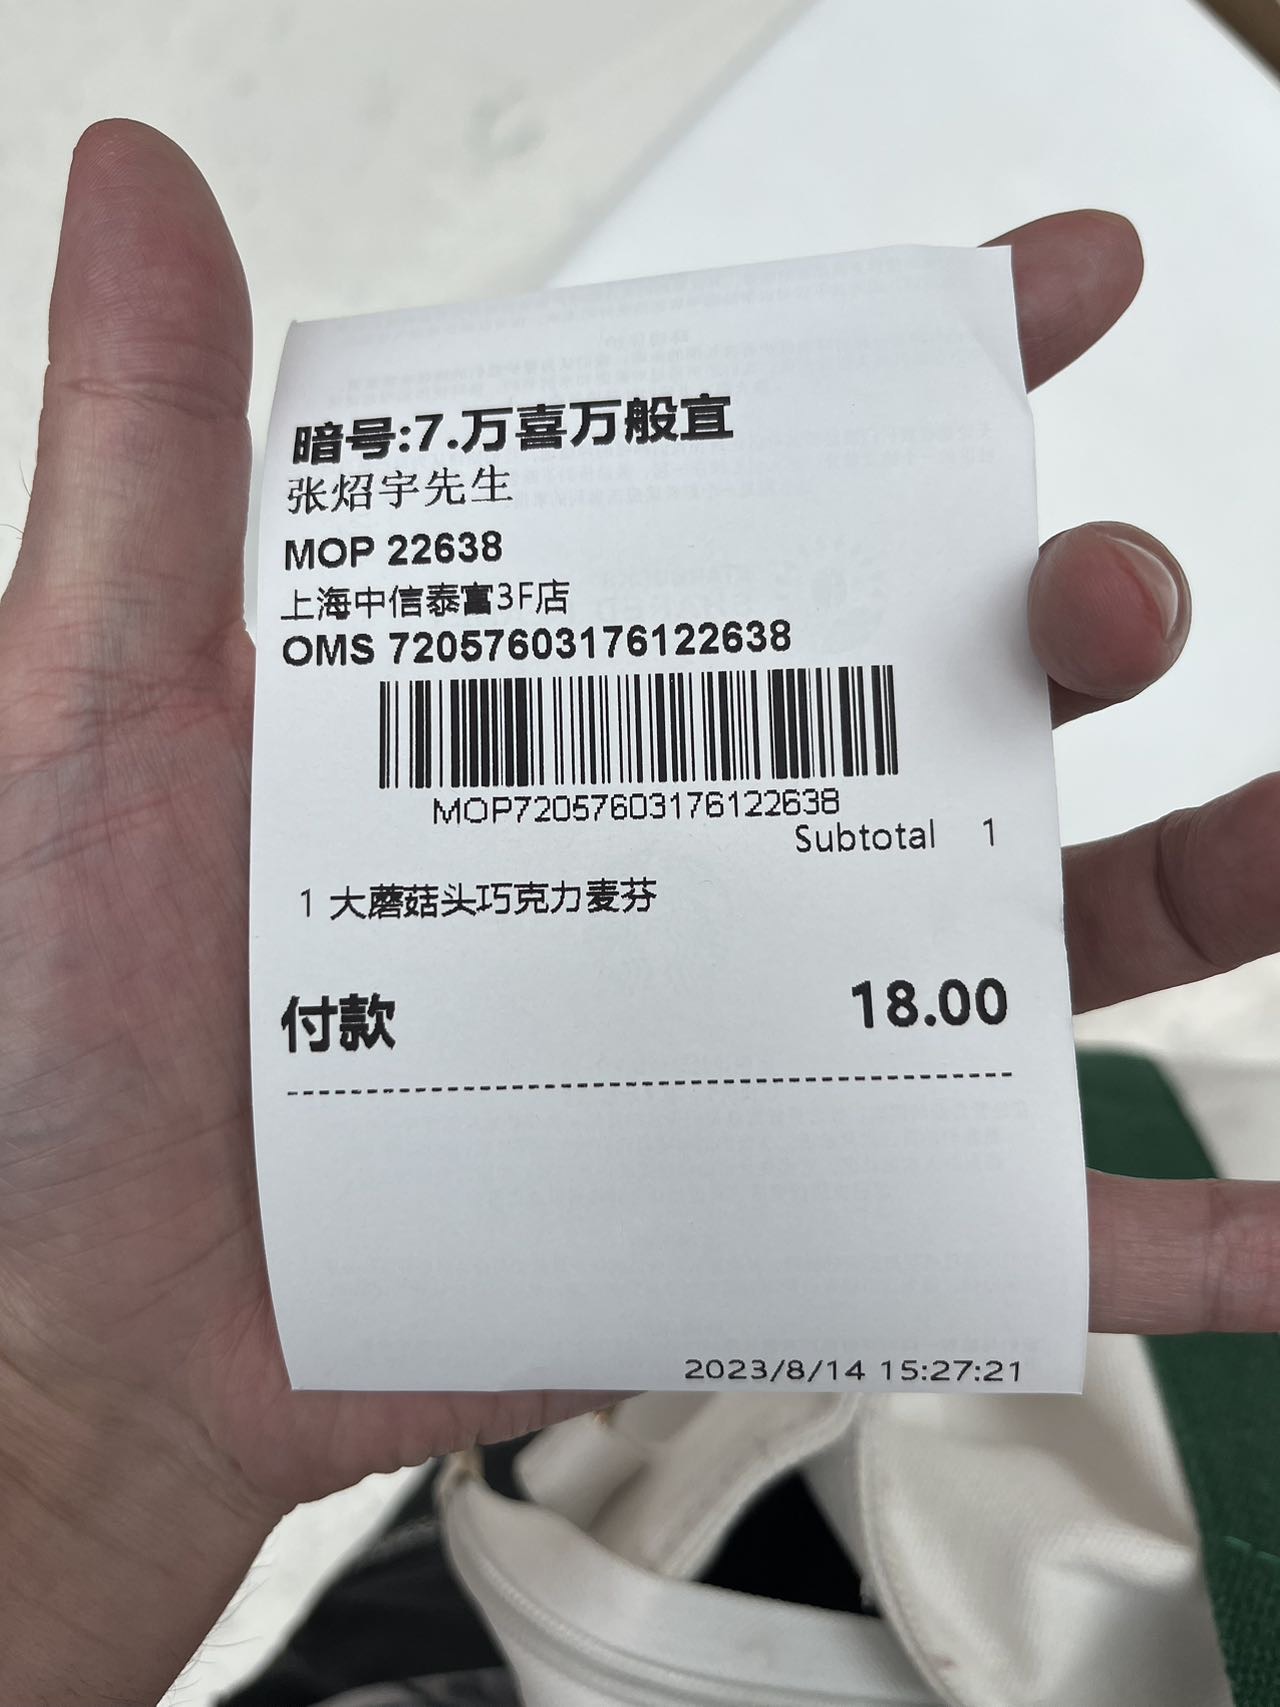 暗号:7.万喜万般宜
张炤宇先生
MOP 22638
上海中信泰富3F店
OMS 72057603176122638
MOP72057603176122638
Subtotal 1
1 大蘑菇头巧克力麦芬
付款 18.00
2023/8/14 15:27:21